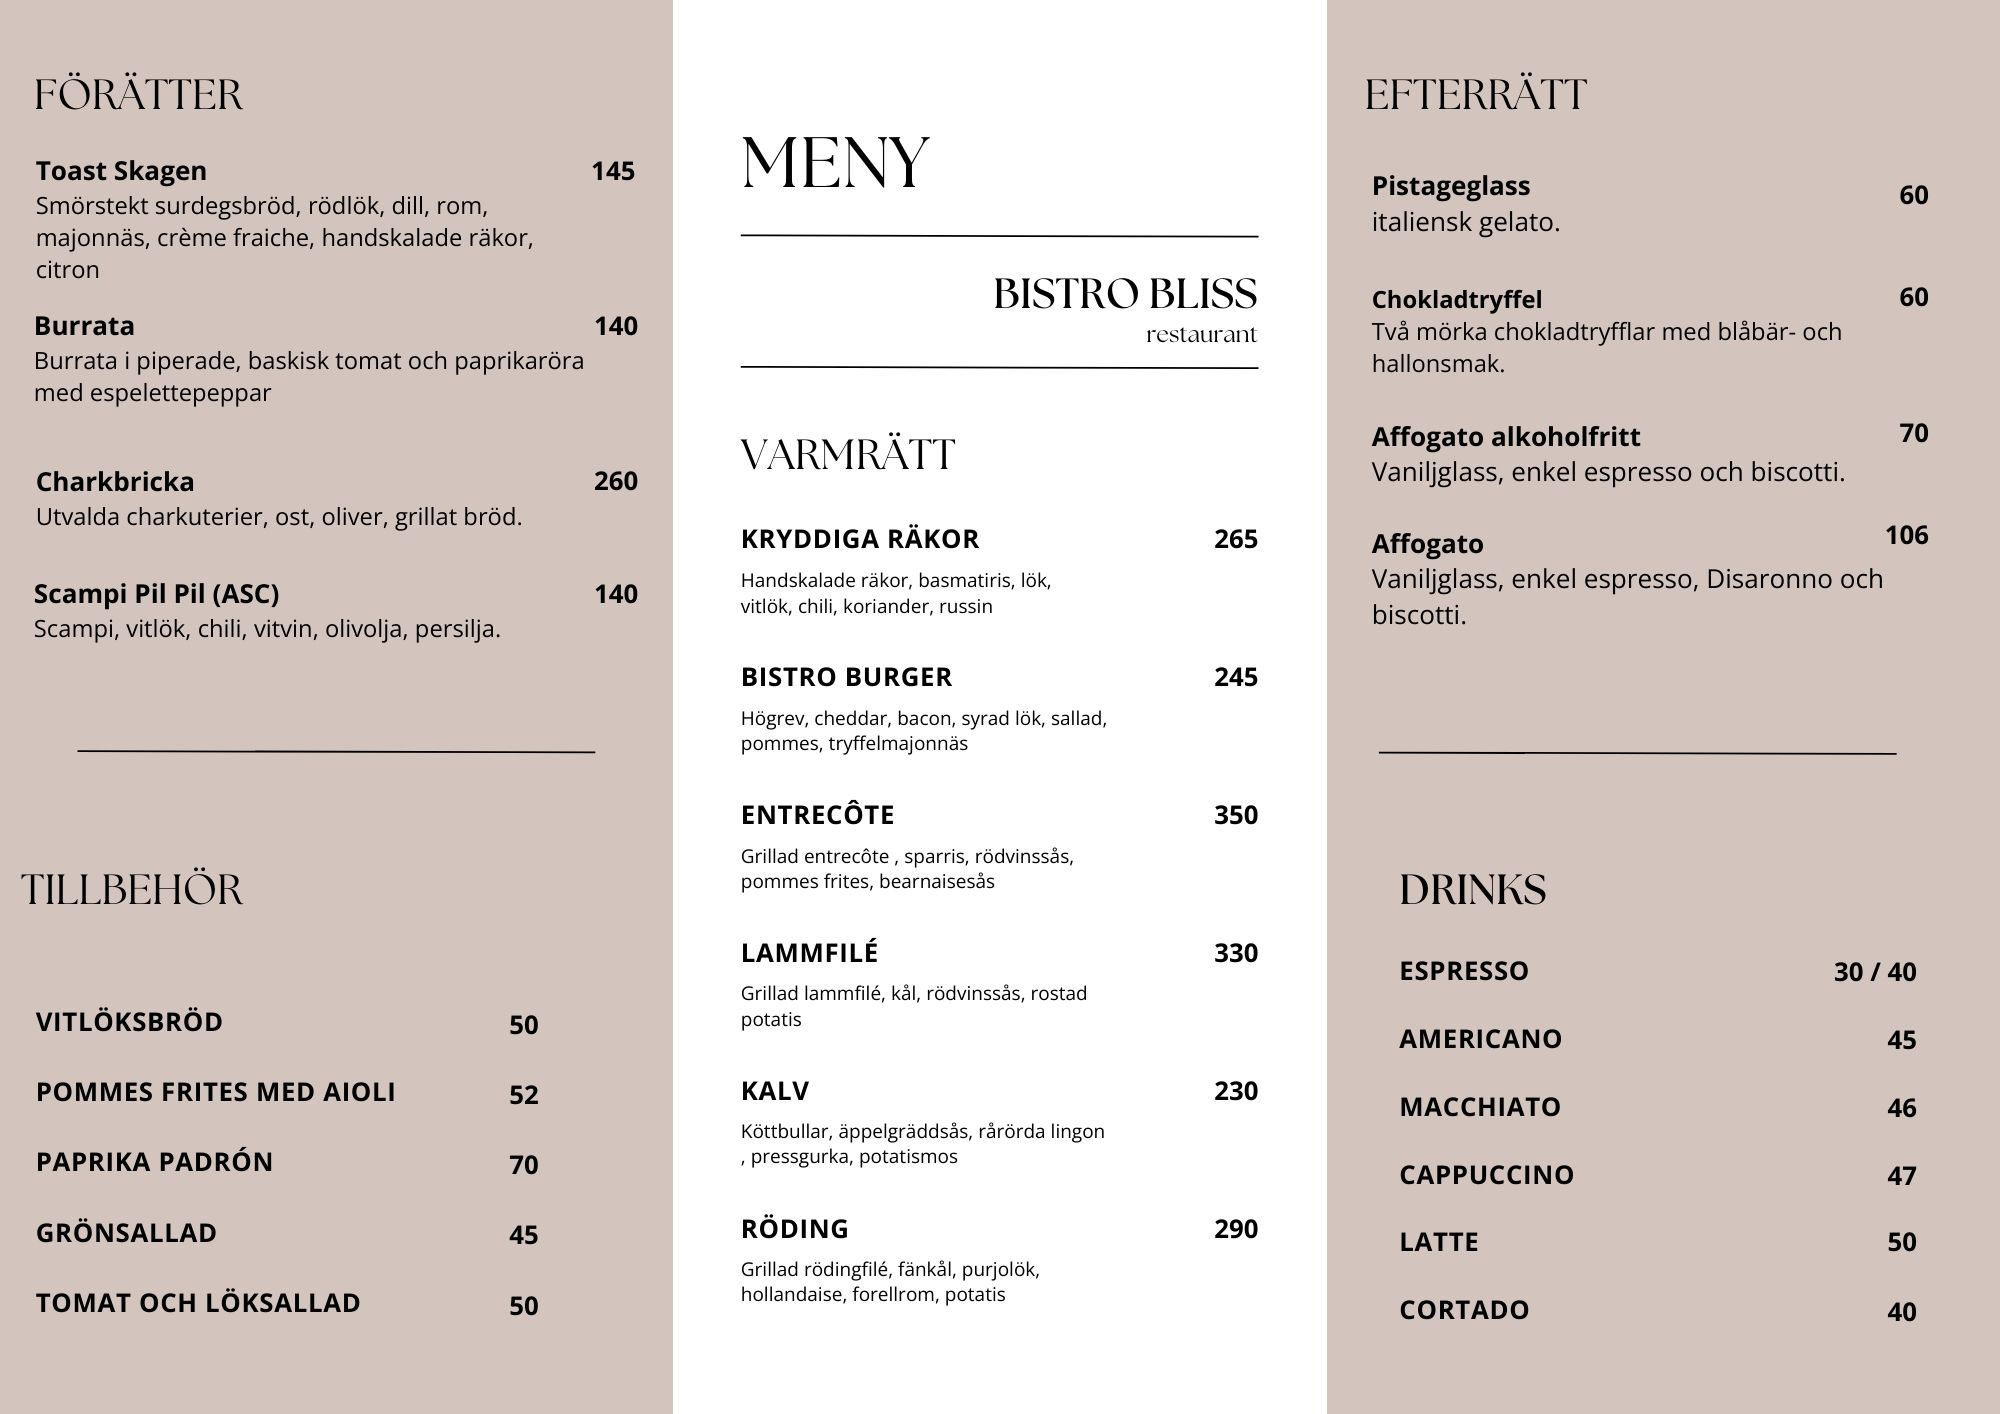 FÖRÄTTER
Toast Skagen 145
Smörstekt surdegsbröd, rödlök, dill, rom,
majonnäs, crème fraiche, handskalade räkor,
citron
Burrata 140
Burrata i piperade, baskisk tomat och paprikaröra
med espelettepeppar
Charkbricka 260
Utvalda charkuterier, ost, oliver, grillat bröd.
Scampi Pil Pil (ASC) 140
Scampi, vitlök, chili, vitvin, olivolja, persilja.
TILLBEHÖR
VITLÖKSBRÖD 50
POMMES FRITES MED AIOLI 52
PAPRIKA PADRÓN 70
GRÖNSALLAD 45
TOMAT OCH LÖKSALLAD 50
MENY
BISTRO BLISS
restaurant
VARMRÄTT
KRYDDIGA RÄKOR 265
Handskalade räkor, basmatiris, lök,
vitlök, chili, koriander, russin
BISTRO BURGER 245
Högrev, cheddar, bacon, syrad lök, sallad,
pommes, tryffelmajonnäs
ENTRECÔTE 350
Grillad entrecôte , sparris, rödvinssås,
pommes frites, bearnaisesås
LAMMFILÉ 330
Grillad lammfilé, kål, rödvinssås, rostad
potatis
KALV 230
Köttbullar, äppelgräddsås, rårörda lingon
, pressgurka, potatismos
RÖDING 290
Grillad rödingfilé, fänkål, purjolök,
hollandaise, forellrom, potatis
EFTERRÄTT
Pistageglass 60
italiensk gelato.
Chokladtryffel 60
Två mörka chokladtryfflar med blåbär- och
hallonsmak.
Affogato alkoholfritt 70
Vaniljglass, enkel espresso och biscotti.
Affogato 106
Vaniljglass, enkel espresso, Disaronno och
biscotti.
DRINKS
ESPRESSO 30 / 40
AMERICANO 45
MACCHIATO 46
CAPPUCCINO 47
LATTE 50
CORTADO 40